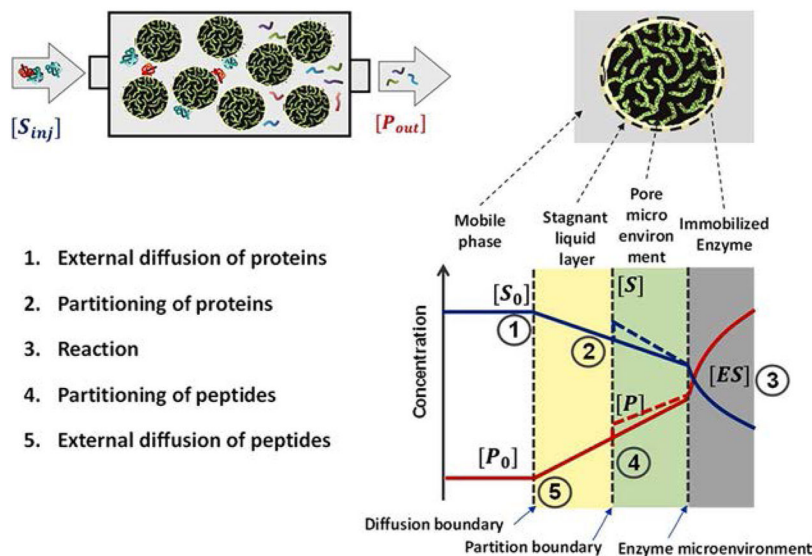 [S_inj]
[P_out]
Mobile
phase
Stagnant
liquid
layer
Pore
micro
environ
ment
Immobilized
Enzyme
1. External diffusion of proteins
2. Partitioning of proteins
3. Reaction
4. Partitioning of peptides
5. External diffusion of peptides
Concentration
[S_0]
[S]
1
2
[ES]
3
[P]
[P_0]
4
5
Diffusion boundary
Partition boundary
Enzyme microenvironment